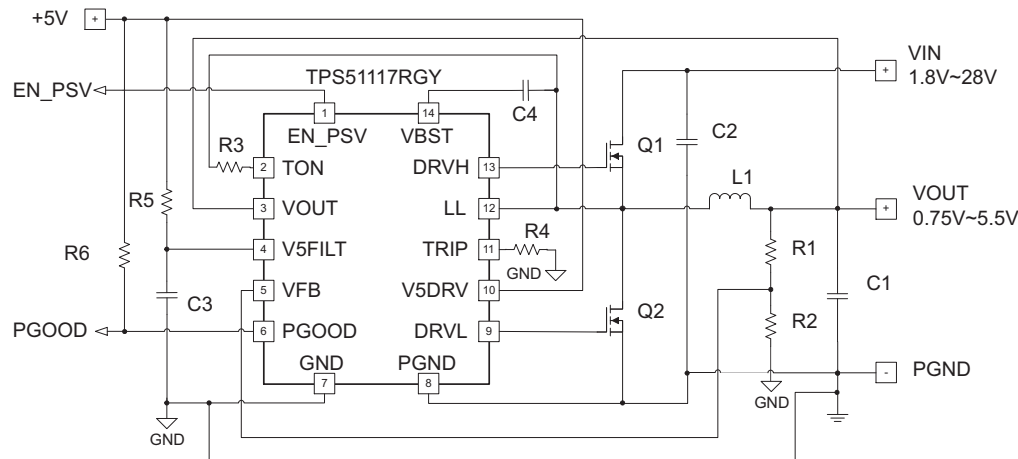 +5V
+
VIN
1.8V~28V
+
TPS51117RGY
EN_PSV
1
14
C4
C2
EN_PSV
VBST
R3
2
TON
DRVH
13
Q1
L1
R5
3
VOUT
LL
12
VOUT
0.75V~5.5V
+
R6
4
V5FILT
TRIP
11
R4
GND
R1
C3
5
VFB
V5DRV
10
Q2
C1
PGOOD
6
PGOOD
DRVL
9
R2
GND
PGND
7
8
-
PGND
GND
GND